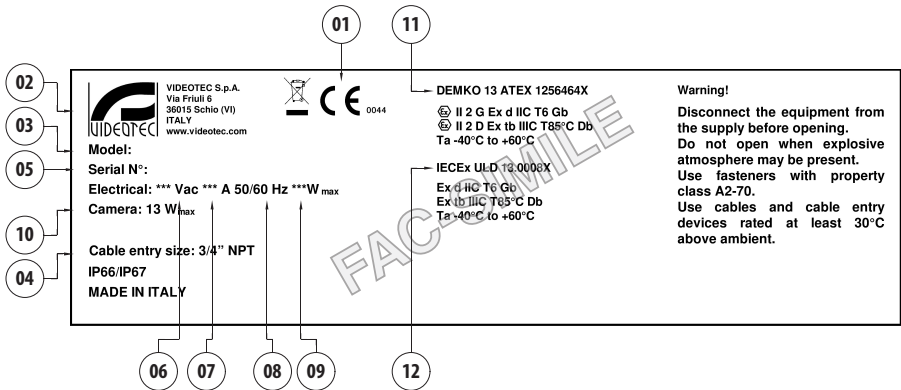 01
11
02
03
05
10
04
VIDEOTEC
VIDEOTEC S.p.A.
Via Friuli 6
36015 Schio (VI)
ITALY
www.videotec.com
CE 0044
Model:
Serial N°:
Electrical: *** Vac *** A 50/60 Hz ***W max
Camera: 13 Wmax
Cable entry size: 3/4” NPT
IP66/IP67
MADE IN ITALY
DEMKO 13 ATEX 1256464X
Ex II 2 G Ex d IIC T6 Gb
Ex II 2 D Ex tb IIIC T85°C Db
Ta -40°C to +60°C
IECEx ULD 13.0008X
Ex d IIC T6 Gb
Ex tb IIIC T85°C Db
Ta -40°C to +60°C
FAC-SIMILE
Warning!
Disconnect the equipment from
the supply before opening.
Do not open when explosive
atmosphere may be present.
Use fasteners with property
class A2-70.
Use cables and cable entry
devices rated at least 30°C
above ambient.
06
07
08
09
12